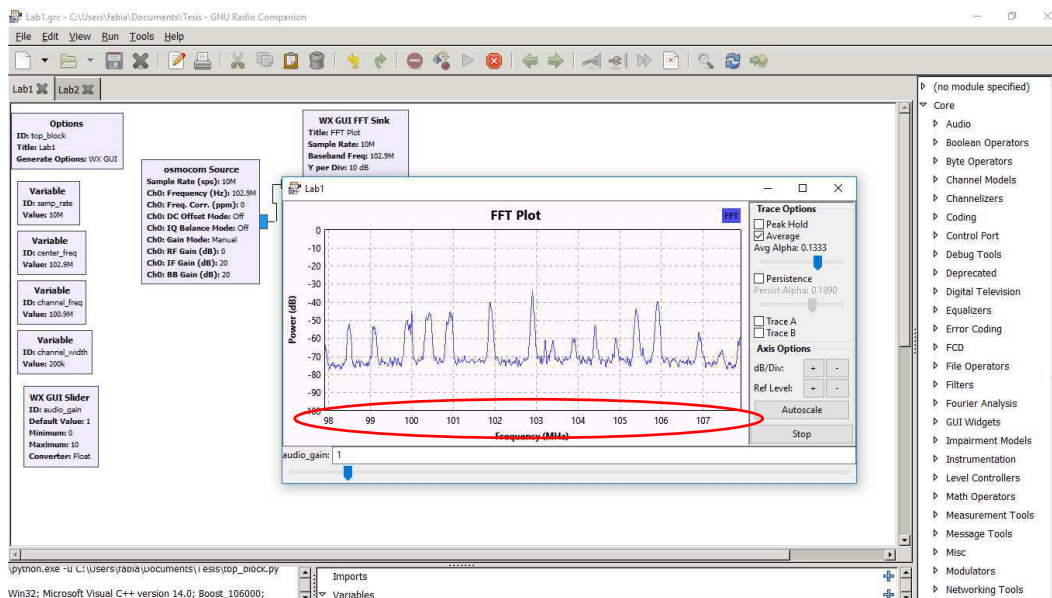 Lab1.grc - C:\Users\fabia\Documents\Tesis - GNU Radio Companion
File Edit View Run Tools Help
Lab1 Lab2
Options
ID: top_block
Title: Lab1
Generate Options: WX GUI
Variable
ID: samp_rate
Value: 10M
Variable
ID: center_freq
Value: 102.9M
Variable
ID: channel_freq
Value: 100.9M
Variable
ID: channel_width
Value: 200k
WX GUI Slider
ID: audio_gain
Default Value: 1
Minimum: 0
Maximum: 10
Converter: Float
osmocom Source
Sample Rate (sps): 10M
Ch0: Frequency (Hz): 102.9M
Ch0: Freq. Corr. (ppm): 0
Ch0: DC Offset Mode: Off
Ch0: IQ Balance Mode: Off
Ch0: Gain Mode: Manual
Ch0: RF Gain (dB): 0
Ch0: IF Gain (dB): 20
Ch0: BB Gain (dB): 20
WX GUI FFT Sink
Title: FFT Plot
Sample Rate: 10M
Baseband Freq: 102.9M
Y per Div: 10 dB
Lab1
FFT Plot
FFT
Power (dB)
0
-10
-20
-30
-40
-50
-60
-70
-80
-90
-100
98 99 100 101 102 103 104 105 106 107
Frequency (MHz)
Trace Options
Peak Hold
Average
Avg Alpha: 0.1333
Persistence
Persist Alpha: 0.1890
Trace A
Trace B
Axis Options
dB/Div: + -
Ref Level: + -
Autoscale
Stop
audio_gain: 1
(no module specified)
Core
Audio
Boolean Operators
Byte Operators
Channel Models
Channelizers
Coding
Control Port
Debug Tools
Deprecated
Digital Television
Equalizers
Error Coding
FCD
File Operators
Filters
Fourier Analysis
GUI Widgets
Impairment Models
Instrumentation
Level Controllers
Math Operators
Measurement Tools
Message Tools
Misc
Modulators
Networking Tools
\python.exe -u C:\Users\fabia\Documents\Tesis\top_block.py
Win32; Microsoft Visual C++ version 14.0; Boost_106000;
Imports
Variables